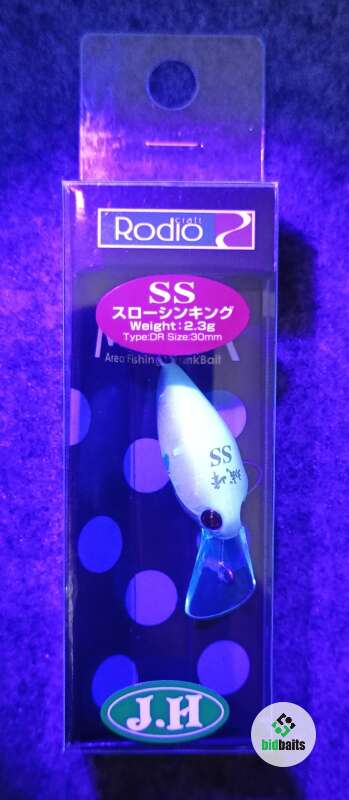 Rodio craft
SS
スローシンキング
Weight:2.3g
Type:DR Size:30mm
Area Fishing
Bait
SS
J.H
bidbaits